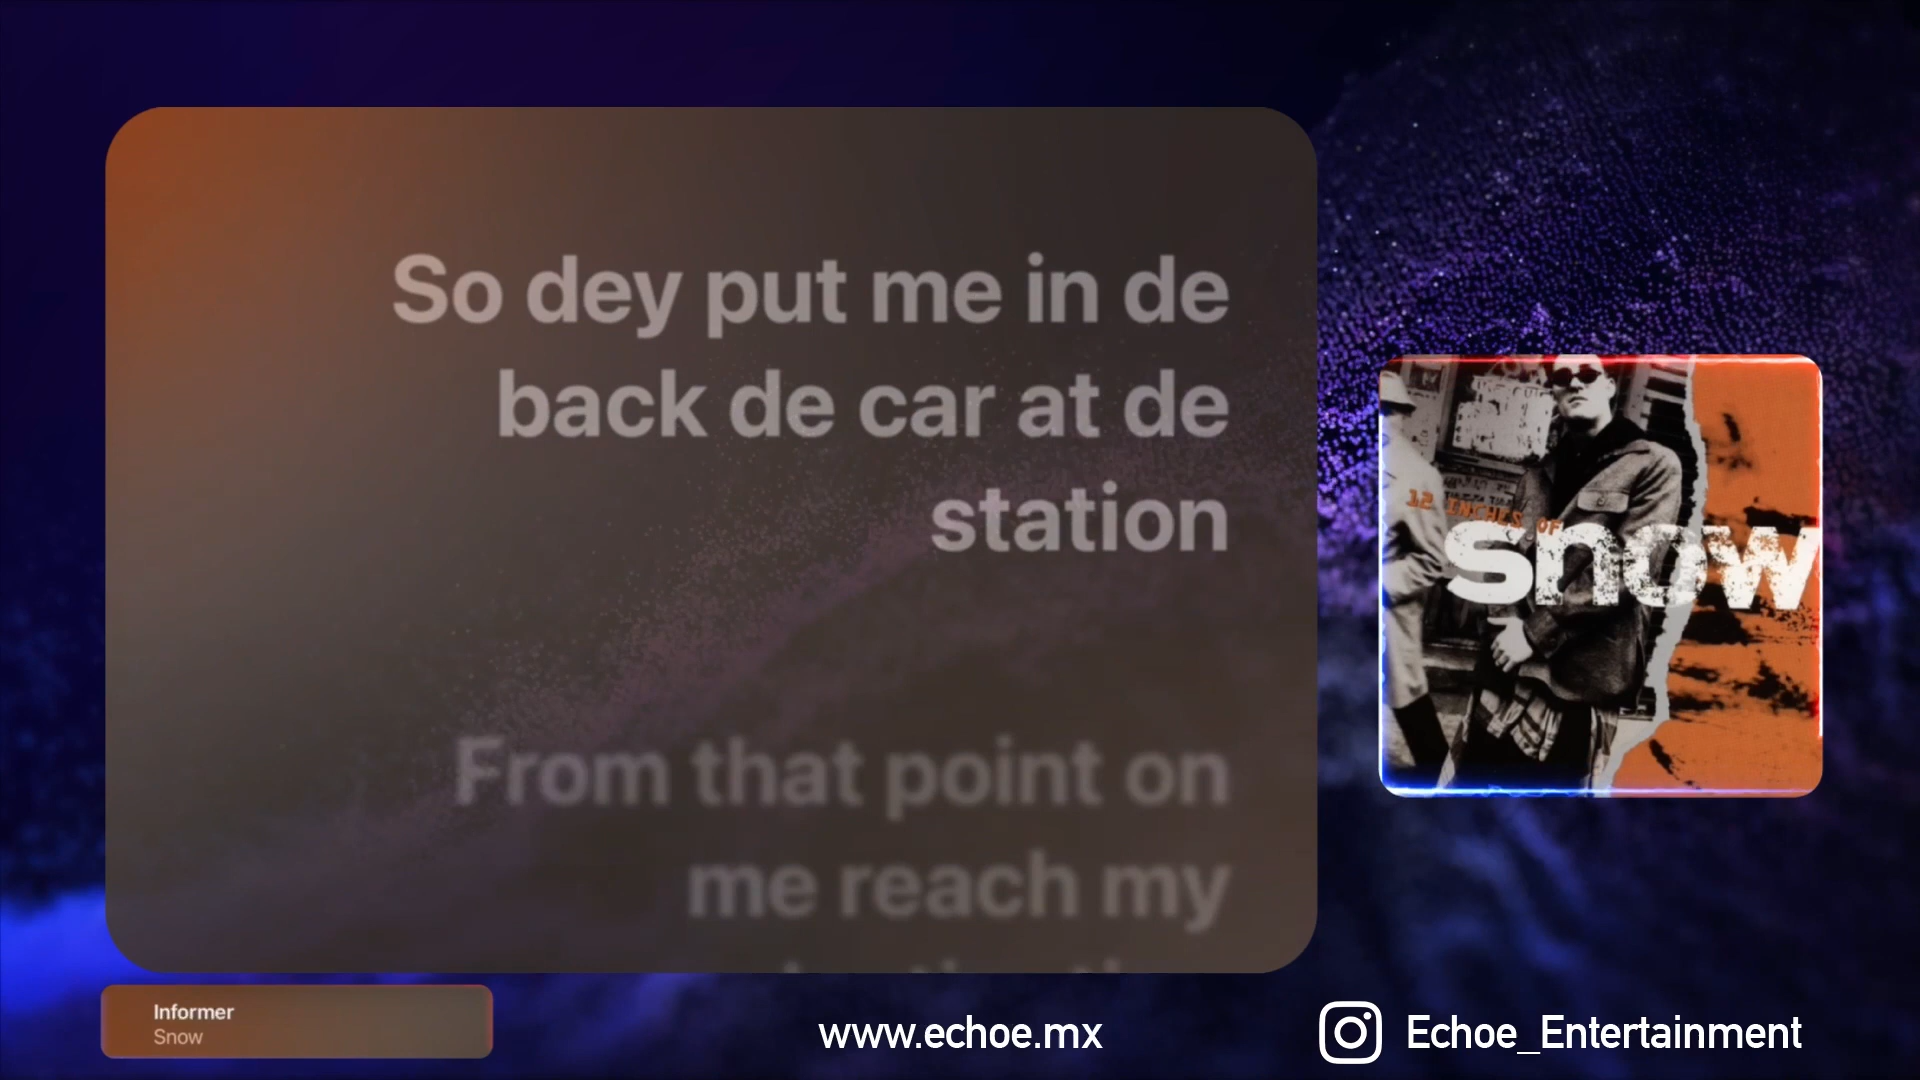 So dey put me in de
back de car at de
station
From that point on
me reach my
12 INCHES OF
snow
Informer
Snow
www.echoe.mx
Echoe_Entertainment